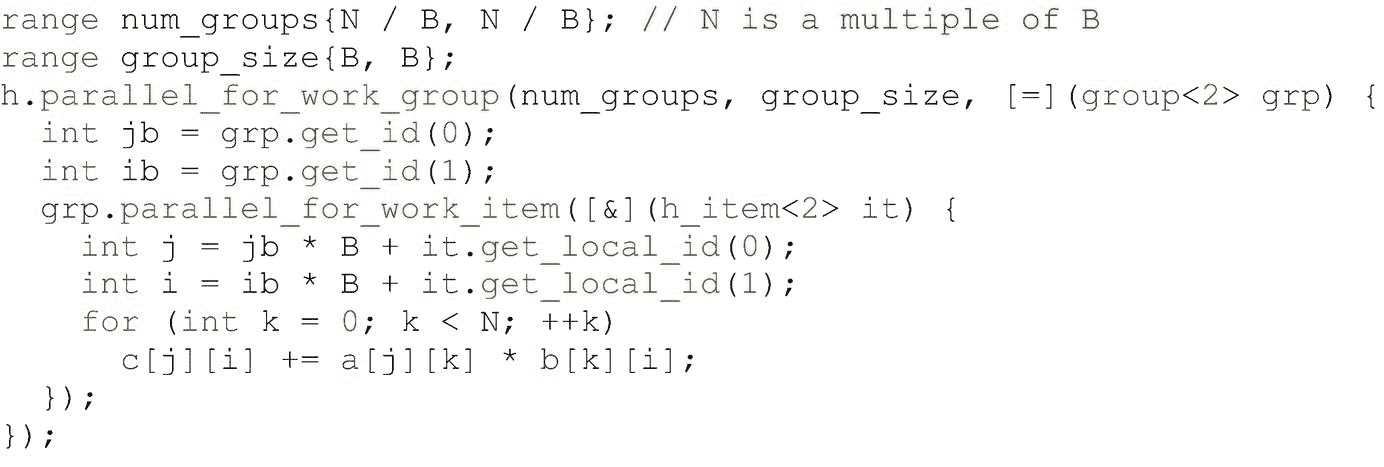 range num_groups{N / B, N / B}; // N is a multiple of B
range group_size{B, B};
h.parallel_for_work_group(num_groups, group_size, [=](group<2> grp) {
  int jb = grp.get_id(0);
  int ib = grp.get_id(1);
  grp.parallel_for_work_item([&](h_item<2> it) {
    int j = jb * B + it.get_local_id(0);
    int i = ib * B + it.get_local_id(1);
    for (int k = 0; k < N; ++k)
      c[j][i] += a[j][k] * b[k][i];
  });
});